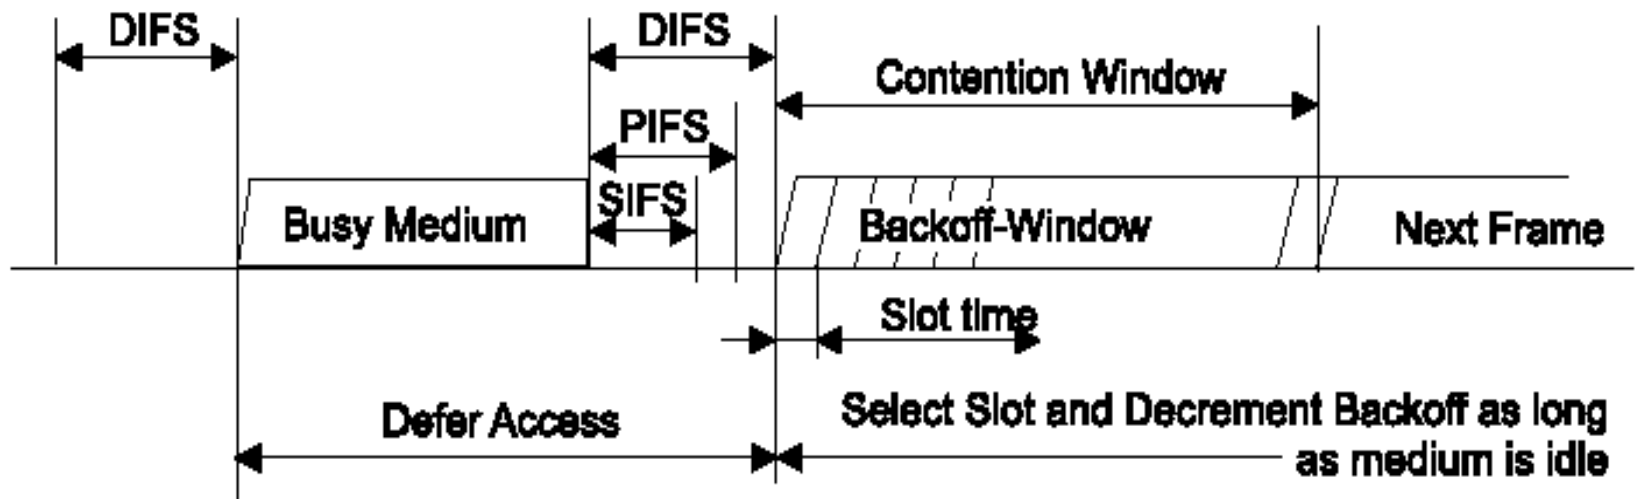 DIFS
DIFS
Contention Window
PIFS
SIFS
Busy Medium
Backoff-Window
Next Frame
Slot time
Defer Access
Select Slot and Decrement Backoff as long
as medium is idle